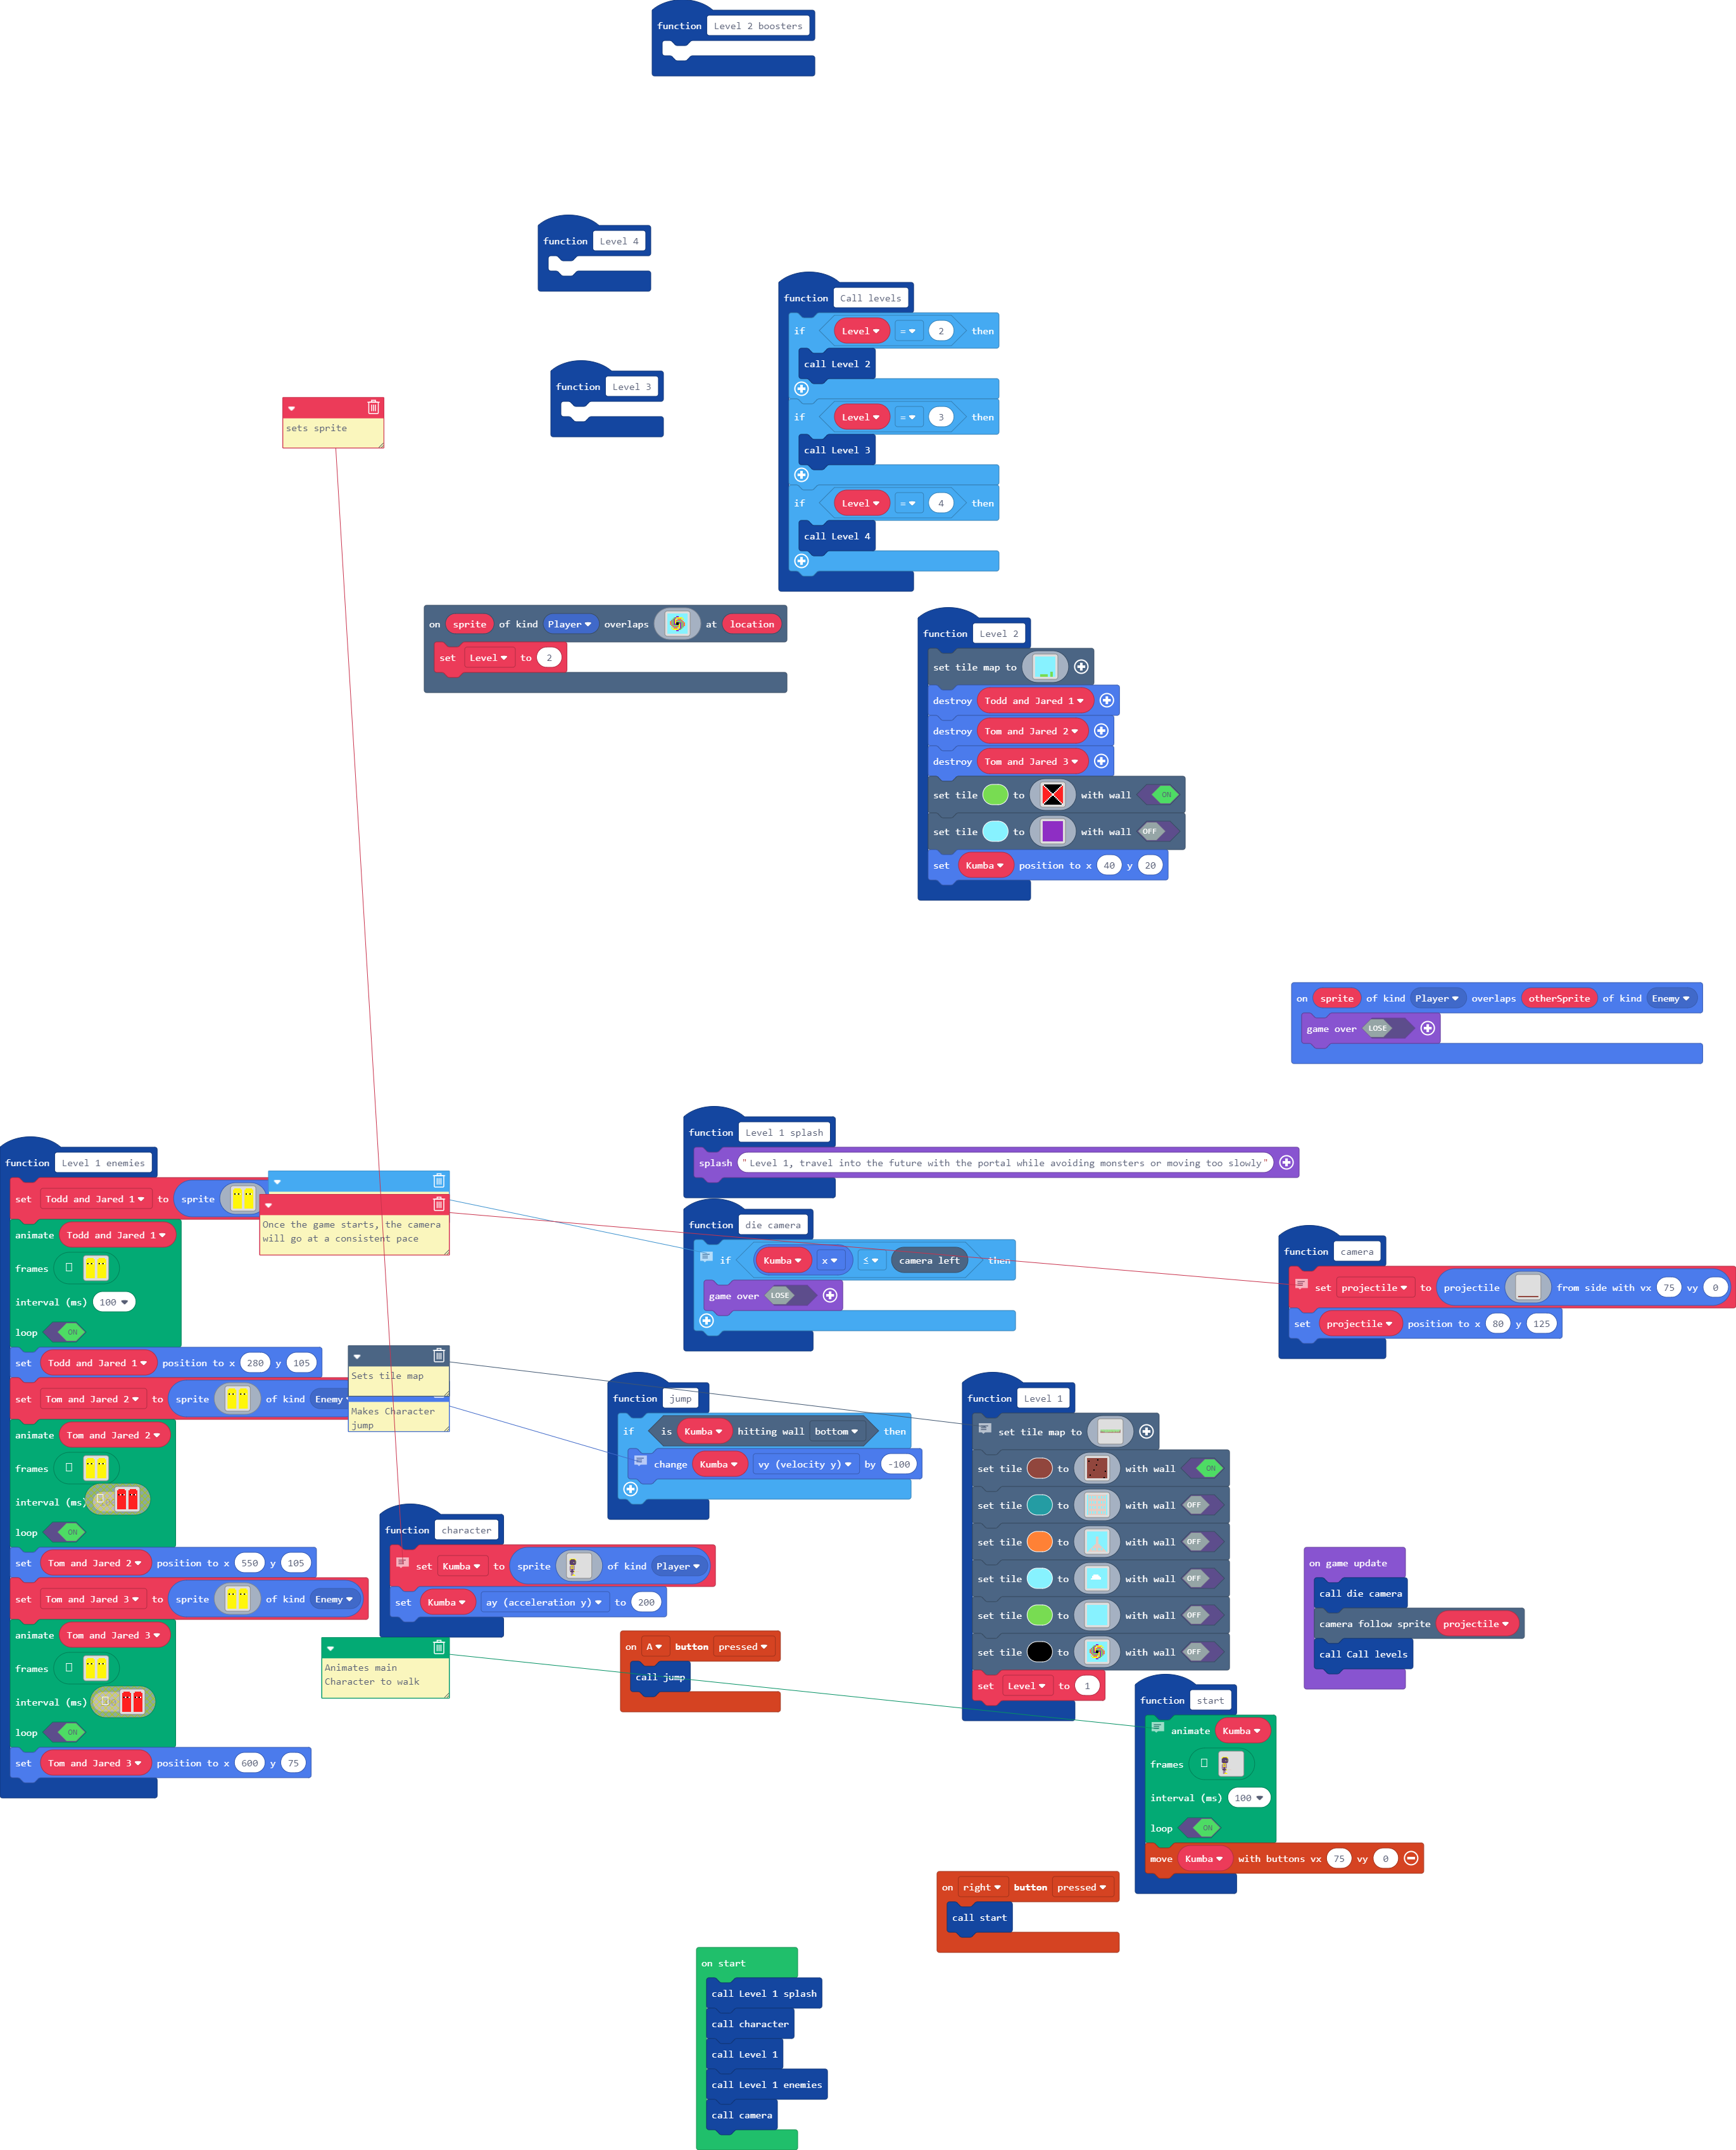 function Level 2 boosters
function Level 4
function Call levels
if Level = 2 then
call Level 2
if Level = 3 then
call Level 3
if Level = 4 then
call Level 4
function Level 3
sets sprite
on sprite of kind Player overlaps at location
set Level to 2
function Level 2
set tile map to
destroy Todd and Jared 1
destroy Tom and Jared 2
destroy Tom and Jared 3
set tile to with wall ON
set tile to with wall OFF
set Kumba position to x 40 y 20
on sprite of kind Player overlaps otherSprite of kind Enemy
game over LOSE
function Level 1 splash
splash "Level 1, travel into the future with the portal while avoiding monsters or moving too slowly"
function Level 1 enemies
set Todd and Jared 1 to sprite
animate Todd and Jared 1
frames
interval (ms) 100
loop ON
set Todd and Jared 1 position to x 280 y 105
set Tom and Jared 2 to sprite of kind Enemy
animate Tom and Jared 2
frames
interval (ms)
loop ON
set Tom and Jared 2 position to x 550 y 105
set Tom and Jared 3 to sprite of kind Enemy
animate Tom and Jared 3
frames
interval (ms)
loop ON
set Tom and Jared 3 position to x 600 y 75
Once the game starts, the camera
will go at a consistent pace
function die camera
if Kumba x ≤ camera left then
game over LOSE
function camera
set projectile to projectile from side with vx 75 vy 0
set projectile position to x 80 y 125
Sets tile map
Makes Character
jump
function jump
if is Kumba hitting wall bottom then
change Kumba vy (velocity y) by -100
function Level 1
set tile map to
set tile to with wall ON
set tile to with wall OFF
set tile to with wall OFF
set tile to with wall OFF
set tile to with wall OFF
set tile to with wall OFF
set Level to 1
function character
set Kumba to sprite of kind Player
set Kumba ay (acceleration y) to 200
Animates main
Character to walk
on A button pressed
call jump
on game update
call die camera
camera follow sprite projectile
call Call levels
function start
animate Kumba
frames
interval (ms) 100
loop ON
move Kumba with buttons vx 75 vy 0
on right button pressed
call start
on start
call Level 1 splash
call character
call Level 1
call Level 1 enemies
call camera